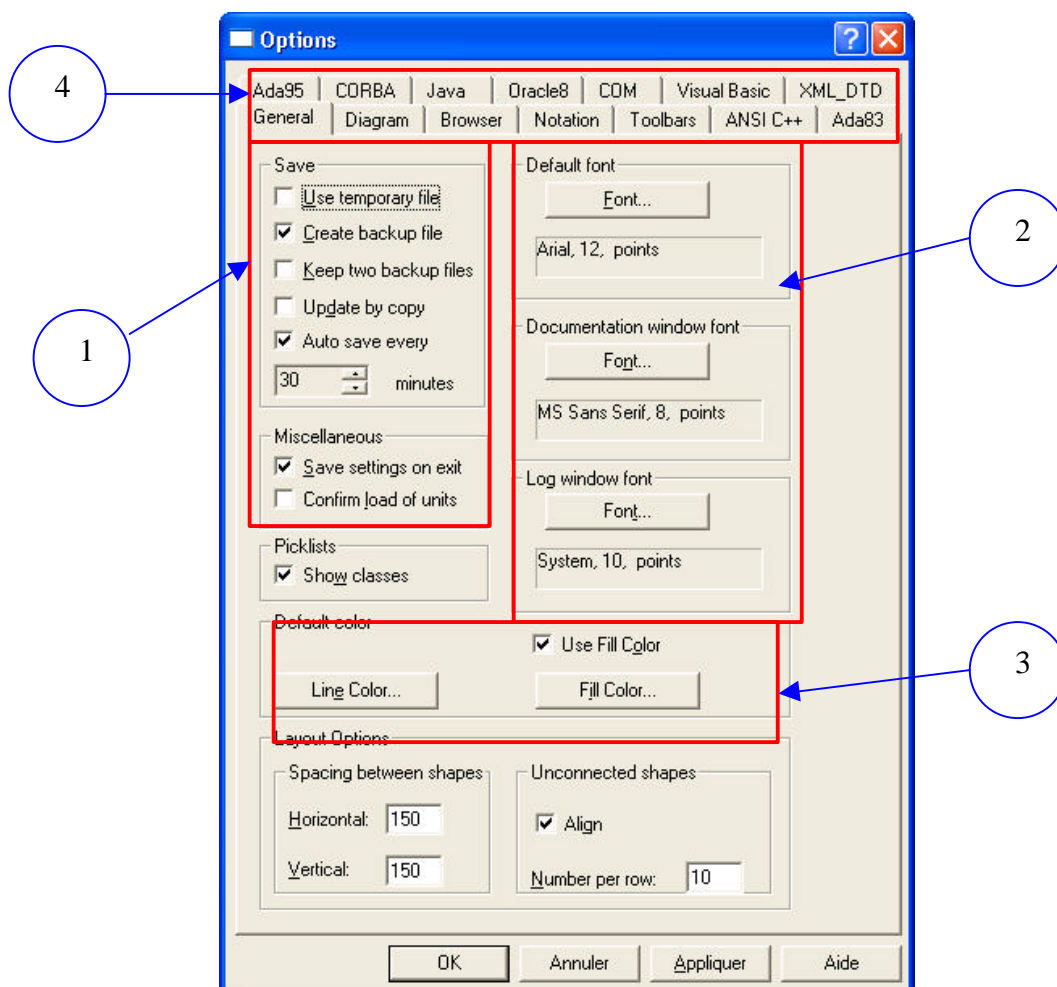 Options
4
Ada95 CORBA Java Oracle8 COM Visual Basic XML_DTD
General Diagram Browser Notation Toolbars ANSI C++ Ada83
Save
Use temporary file
Create backup file
Keep two backup files
Update by copy
Auto save every
30 minutes
1
Miscellaneous
Save settings on exit
Confirm load of units
Picklists
Show classes
Default font
Font...
Arial, 12, points
2
Documentation window font
Font...
MS Sans Serif, 8, points
Log window font
Font...
System, 10, points
Default color
Use Fill Color
Line Color... Fill Color...
3
Layout Options
Spacing between shapes
Horizontal: 150
Vertical: 150
Unconnected shapes
Align
Number per row: 10
OK Annuler Appliquer Aide